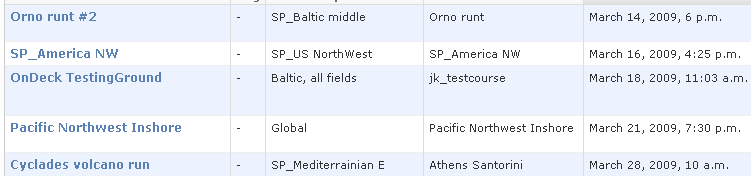 Orno runt #2 - SP_Baltic middle Orno runt March 14, 2009, 6 p.m.
SP_America NW - SP_US NorthWest SP_America NW March 16, 2009, 4:25 p.m.
OnDeck TestingGround - Baltic, all fields jk_testcourse March 18, 2009, 11:03 a.m.
Pacific Northwest Inshore - Global Pacific Northwest Inshore March 21, 2009, 7:30 p.m.
Cyclades volcano run - SP_Mediterrainian E Athens Santorini March 28, 2009, 10 a.m.